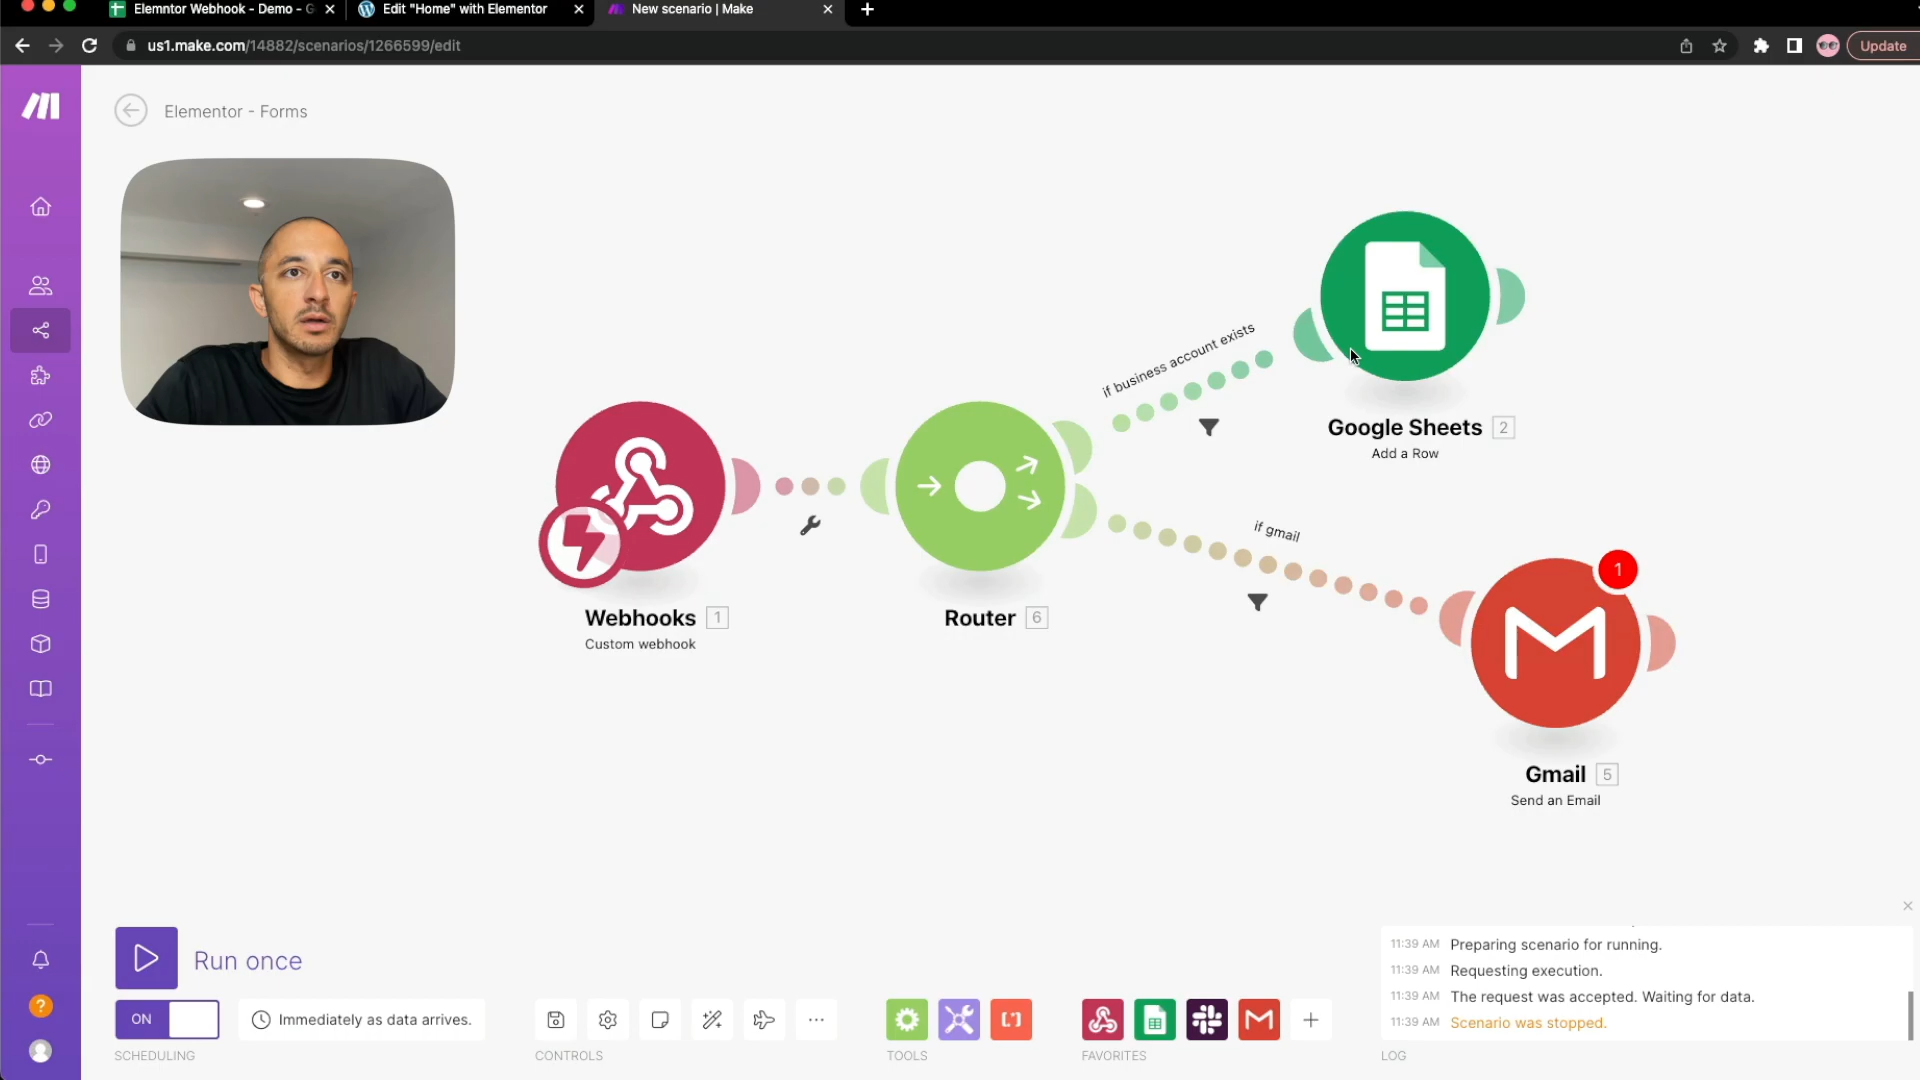 Elemntor Webhook - Demo - G
Edit "Home" with Elementor
New scenario | Make
us1.make.com/14882/scenarios/1266599/edit
Update
Elementor - Forms
if business account exists
Google Sheets 2
Add a Row
if gmail
1
Webhooks 1
Custom webhook
Router 6
Gmail 5
Send an Email
Run once
ON
Immediately as data arrives.
SCHEDULING
CONTROLS
TOOLS
FAVORITES
11:39 AM Preparing scenario for running.
11:39 AM Requesting execution.
11:39 AM The request was accepted. Waiting for data.
11:39 AM Scenario was stopped.
LOG
?